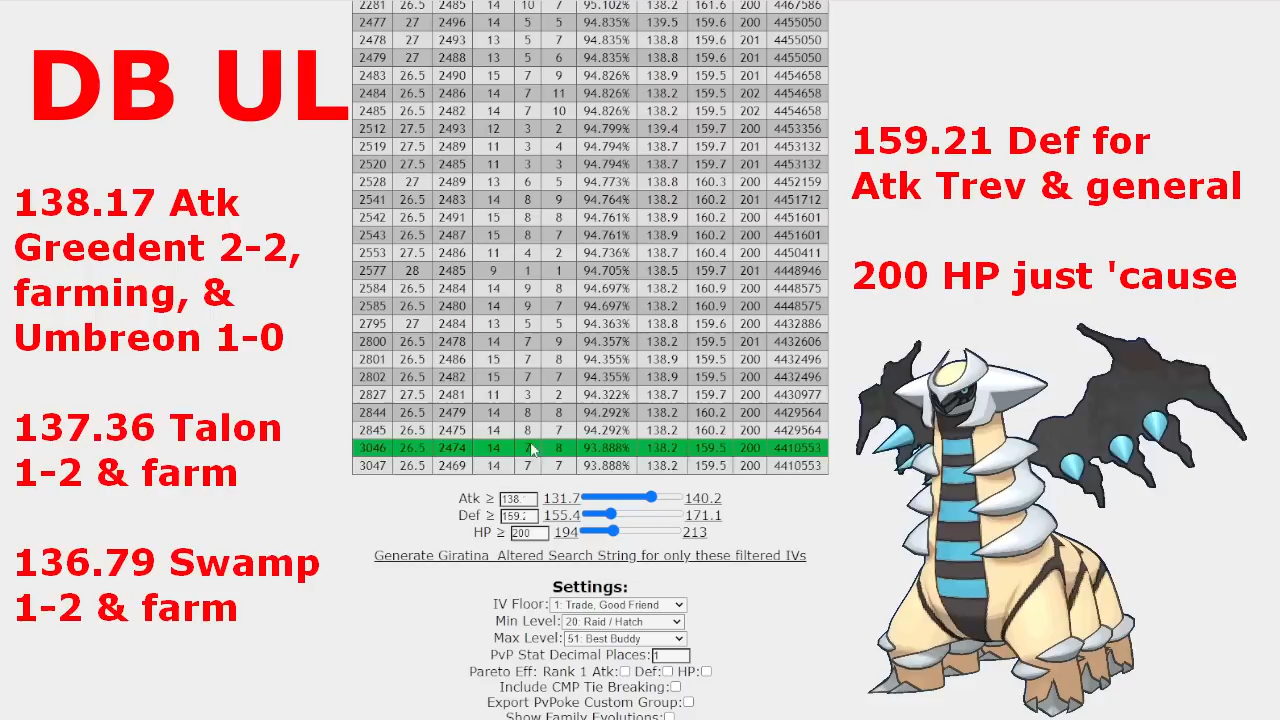 DB UL
138.17 Atk
Greedent 2-2,
farming, &
Umbreon 1-0
137.36 Talon
1-2 & farm
136.79 Swamp
1-2 & farm
2281 26.5 2485 14 10 7 95.102% 138.2 161.6 200 4467586
2477 27 2496 14 5 5 94.835% 139.5 159.6 200 4455050
2478 27 2493 13 5 7 94.835% 138.8 159.6 201 4455050
2479 27 2488 13 5 6 94.835% 138.8 159.6 201 4455050
2483 26.5 2490 15 7 9 94.826% 138.9 159.5 201 4454658
2484 26.5 2486 14 7 11 94.826% 138.2 159.5 202 4454658
2485 26.5 2482 14 7 10 94.826% 138.2 159.5 202 4454658
2512 27.5 2493 12 3 2 94.799% 139.4 159.7 200 4453356
2519 27.5 2489 11 3 4 94.794% 138.7 159.7 201 4453132
2520 27.5 2485 11 3 3 94.794% 138.7 159.7 201 4453132
2528 27 2489 13 6 5 94.773% 138.8 160.3 200 4452159
2541 26.5 2483 14 8 9 94.764% 138.2 160.2 201 4451712
2542 26.5 2491 15 8 8 94.761% 138.9 160.2 200 4451601
2543 26.5 2487 15 8 7 94.761% 138.9 160.2 200 4451601
2553 27.5 2486 11 4 2 94.736% 138.7 160.4 200 4450411
2577 28 2485 9 1 1 94.705% 138.5 159.1 201 4448946
2584 26.5 2484 14 9 8 94.697% 138.2 160.9 200 4448575
2585 26.5 2480 14 9 7 94.697% 138.2 160.9 200 4448575
2795 27 2484 13 5 5 94.363% 138.8 159.6 200 4432886
2800 26.5 2478 14 7 9 94.357% 138.2 159.5 201 4432606
2801 26.5 2486 15 7 8 94.355% 138.9 159.5 200 4432496
2802 26.5 2482 15 7 7 94.355% 138.9 159.5 200 4432496
2827 27.5 2481 11 3 2 94.322% 138.7 159.7 200 4430977
2844 26.5 2479 14 8 8 94.292% 138.2 160.2 200 4429564
2845 26.5 2475 14 8 7 94.292% 138.2 160.2 200 4429564
3046 26.5 2474 14 7 8 93.888% 138.2 159.5 200 4410553
3047 26.5 2469 14 7 7 93.888% 138.2 159.5 200 4410553
Atk ≥ 138. 131.7 140.2
Def ≥ 159.2 155.4 171.1
HP ≥ 200 194 213
Generate Giratina_Altered Search String for only these filtered IVs
Settings:
IV Floor: 1: Trade, Good Friend
Min Level: 20: Raid / Hatch
Max Level: 51: Best Buddy
PvP Stat Decimal Places: 1
Pareto Eff: Rank 1 Atk: Def: HP:
Include CMP Tie Breaking:
Export PvPoke Custom Group:
Show Family Evolutions:
159.21 Def for
Atk Trev & general
200 HP just 'cause